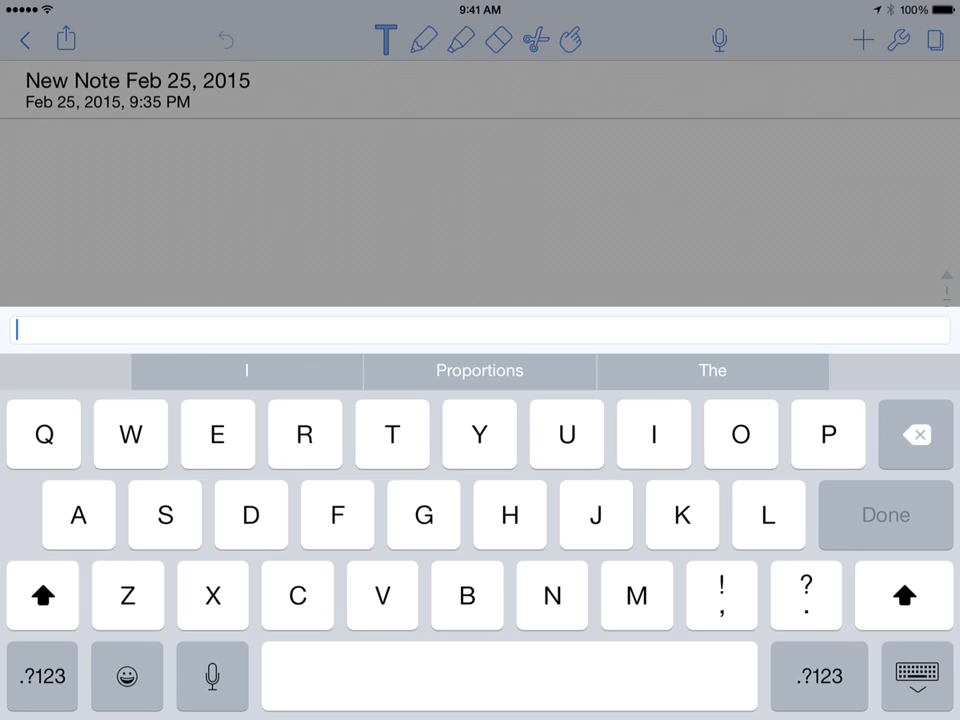 9:41 AM
100%
T
New Note Feb 25, 2015
Feb 25, 2015, 9:35 PM
I Proportions The
Q W E R T Y U I O P
A S D F G H J K L Done
Z X C V B N M ! , ? .
.?123 .?123